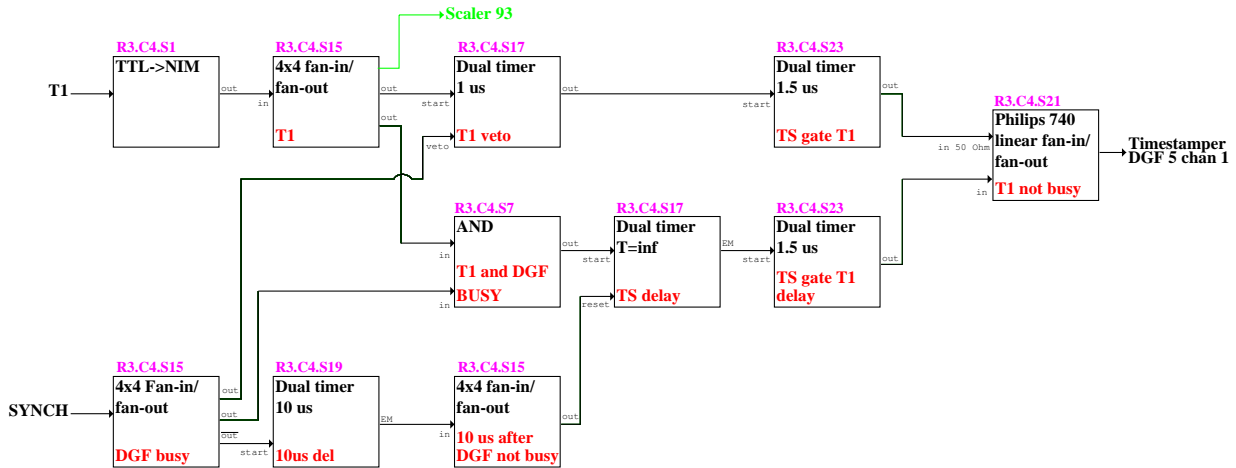 Scaler 93
R3.C4.S1
TTL->NIM
T1
out
R3.C4.S15
4x4 fan-in/
fan-out
T1
in
out
out
R3.C4.S17
Dual timer
1 us
T1 veto
start
veto
out
R3.C4.S23
Dual timer
1.5 us
TS gate T1
start
out
R3.C4.S21
Philips 740
linear fan-in/
fan-out
T1 not busy
in 50 Ohm
in
Timestamper
DGF 5 chan 1
R3.C4.S7
AND
T1 and DGF
BUSY
in
in
out
R3.C4.S17
Dual timer
T=inf
TS delay
start
reset
EM
R3.C4.S23
Dual timer
1.5 us
TS gate T1
delay
start
out
SYNCH
R3.C4.S15
4x4 Fan-in/
fan-out
DGF busy
out
out
out
R3.C4.S19
Dual timer
10 us
10us del
start
EM
R3.C4.S15
4x4 fan-in/
fan-out
10 us after
DGF not busy
in
out